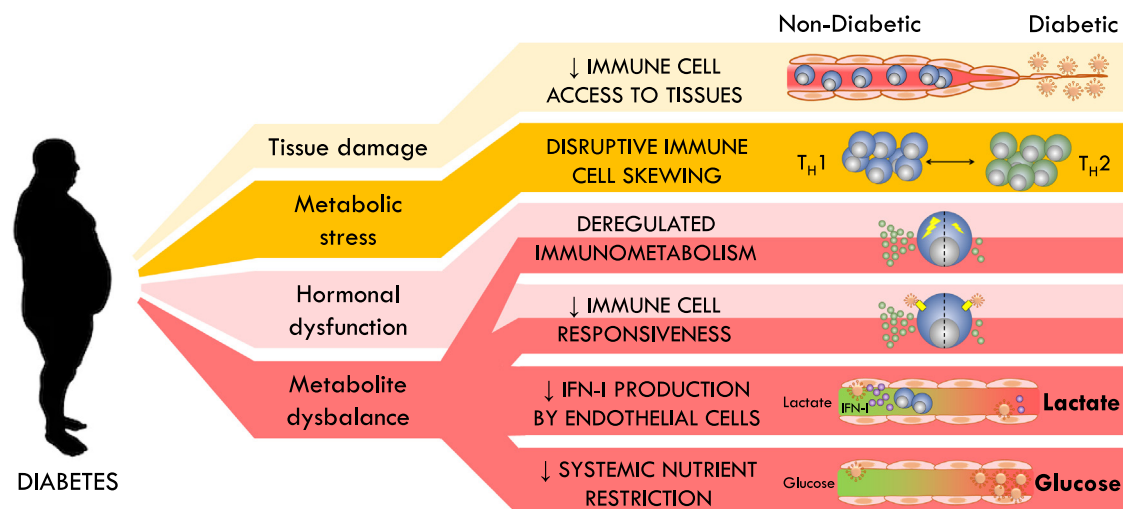 Non-Diabetic
Diabetic
↓ IMMUNE CELL
ACCESS TO TISSUES
Tissue damage
DISRUPTIVE IMMUNE
CELL SKEWING
TH1
TH2
Metabolic
stress
DEREGULATED
IMMUNOMETABOLISM
Hormonal
dysfunction
↓ IMMUNE CELL
RESPONSIVENESS
Metabolite
dysbalance
↓ IFN-I PRODUCTION
BY ENDOTHELIAL CELLS
Lactate
IFN-I
Lactate
↓ SYSTEMIC NUTRIENT
RESTRICTION
Glucose
Glucose
DIABETES